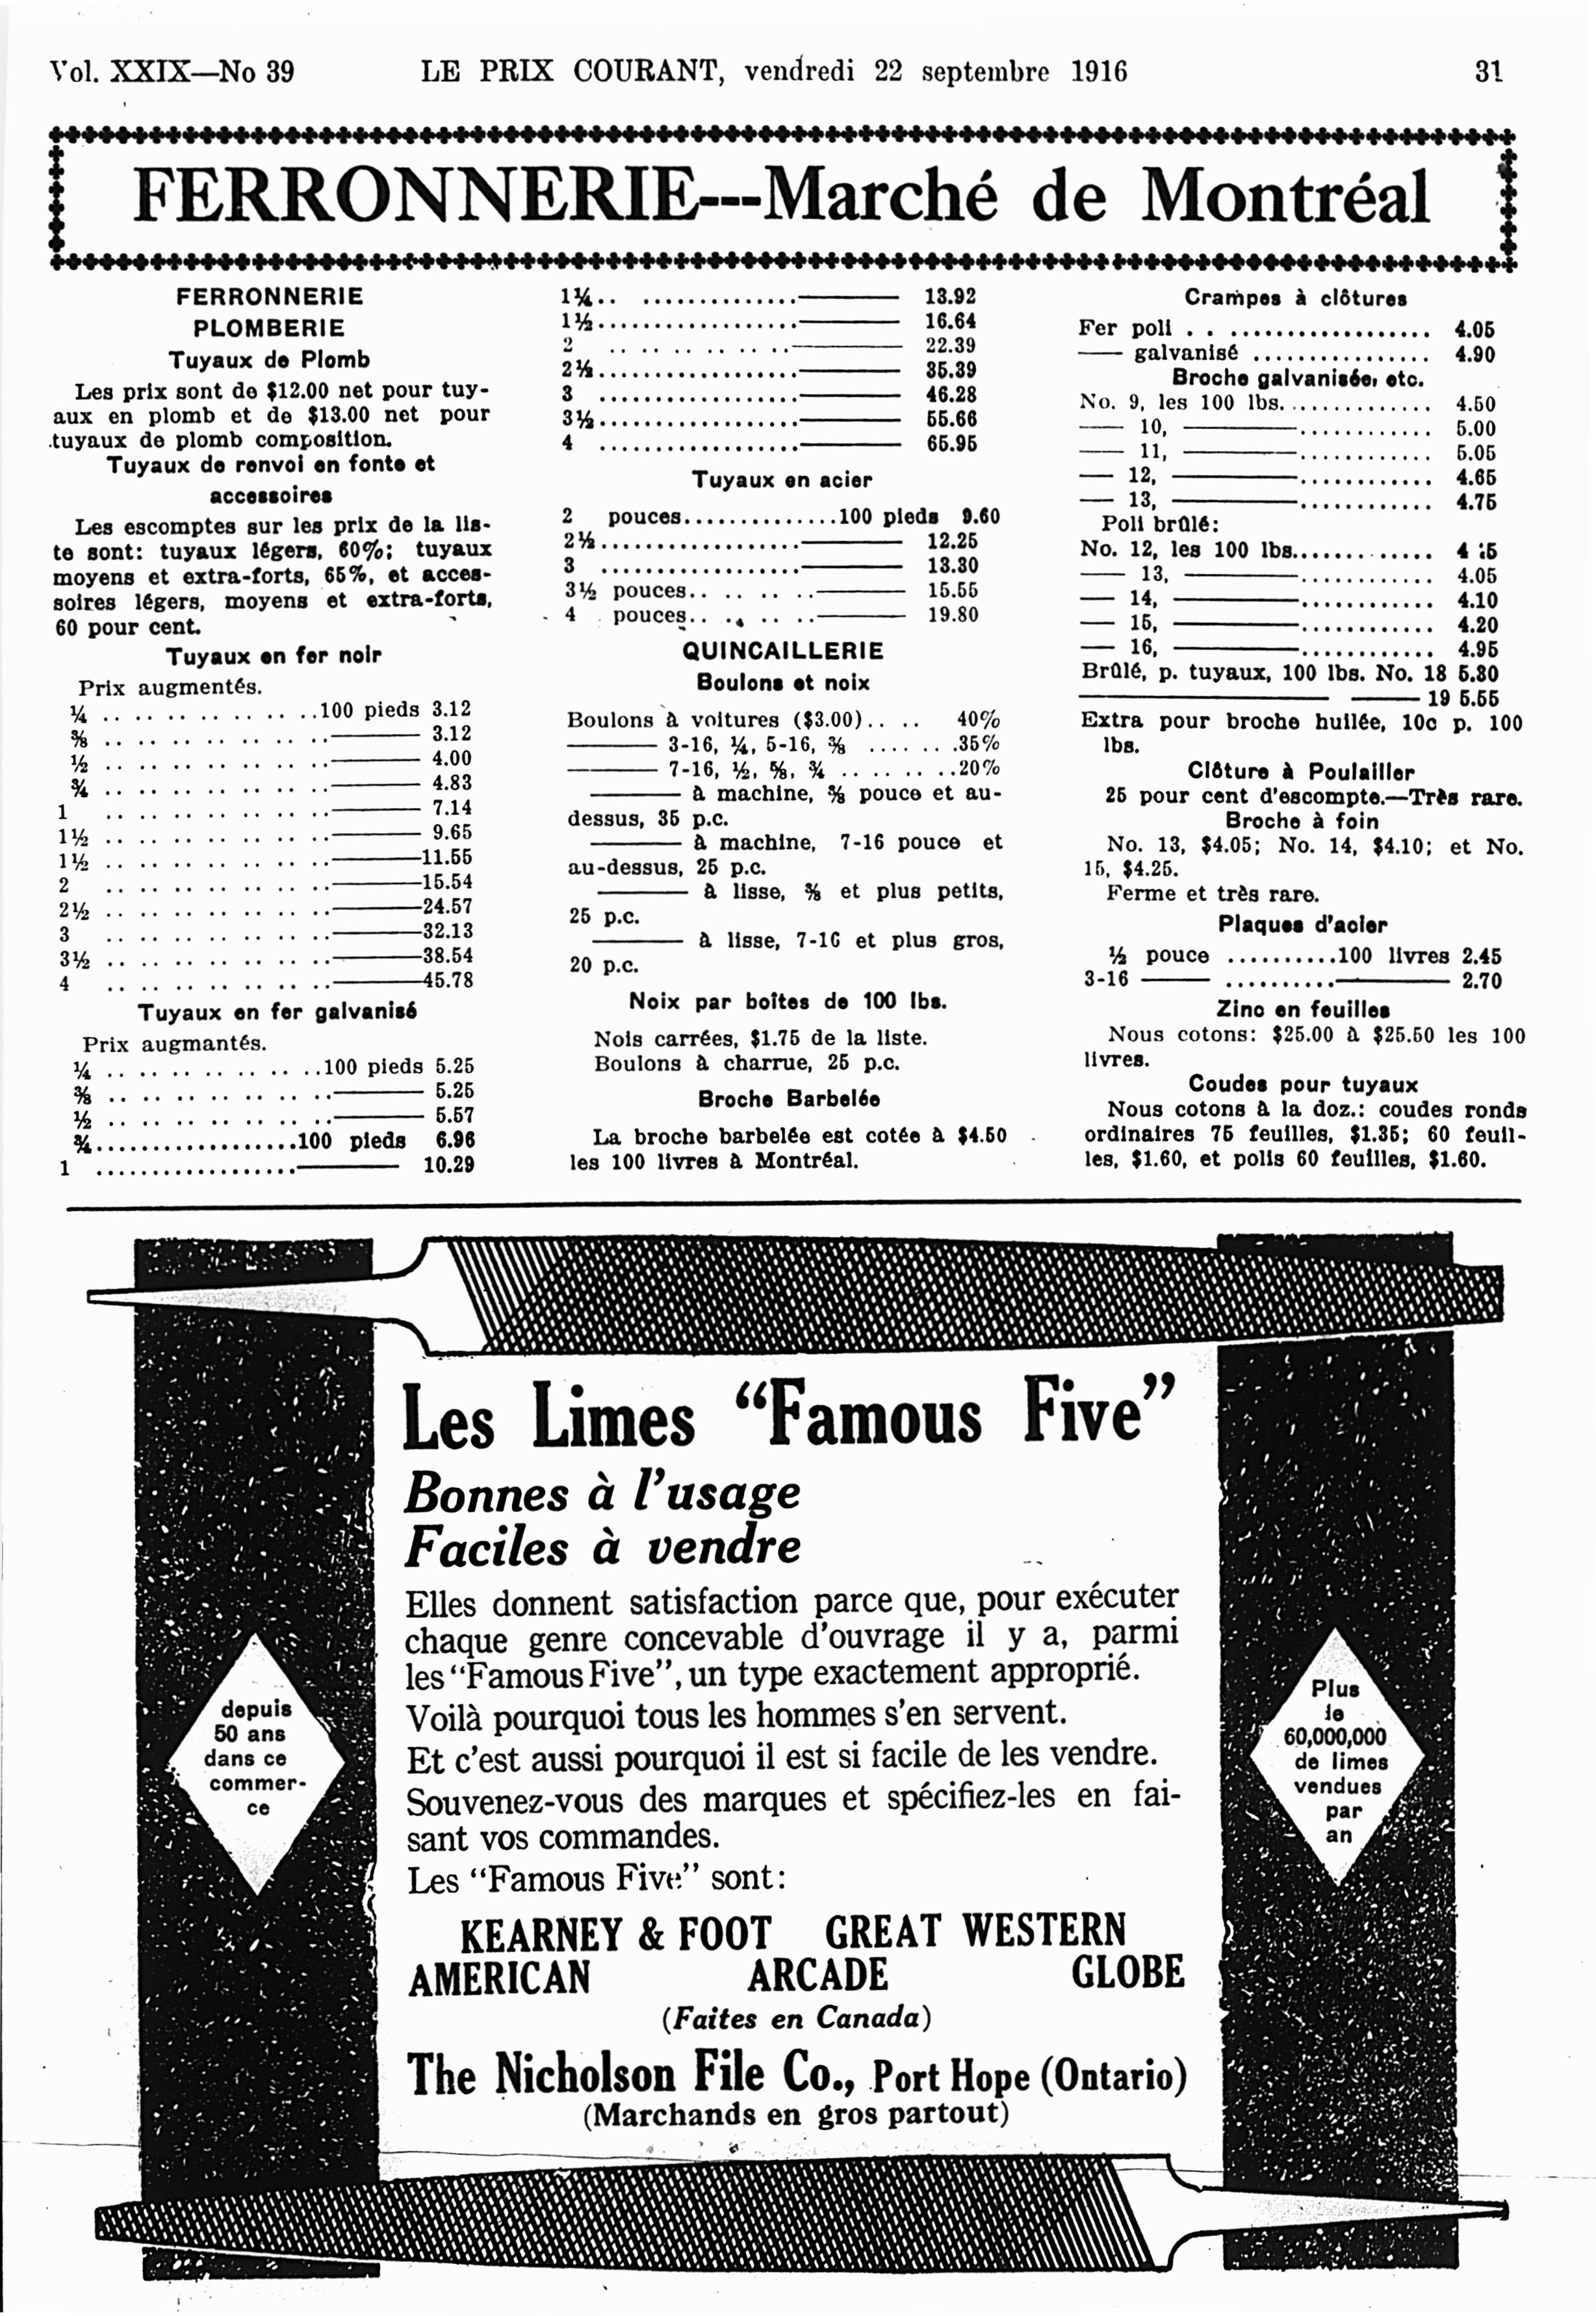 Vol. XXIX—No 39 LE PRIX COURANT, vendredi 22 septembre 1916 31
FERRONNERIE---Marché de Montréal
FERRONNERIE
PLOMBERIE
Tuyaux de Plomb
Les prix sont de $12.00 net pour tuy-
aux en plomb et de $13.00 net pour
tuyaux de plomb composition.
Tuyaux de renvoi en fonte et
accessoires
Les escomptes sur les prix de la lis-
te sont: tuyaux légers, 60%; tuyaux
moyens et extra-forts, 65%, et acces-
soires légers, moyens et extra-forts,
60 pour cent.
Tuyaux en fer noir
Prix augmentés.
¼ .. .. .. .. .. .. ..100 pieds 3.12
⅜ .. .. .. .. .. .. .. ——— 3.12
½ .. .. .. .. .. .. .. ——— 4.00
¾ .. .. .. .. .. .. .. ——— 4.83
1 .. .. .. .. .. .. .. ——— 7.14
1½ .. .. .. .. .. .. .. ——— 9.65
1½ .. .. .. .. .. .. .. ———11.55
2 .. .. .. .. .. .. .. ———15.54
2½ .. .. .. .. .. .. .. ———24.57
3 .. .. .. .. .. .. .. ———32.13
3½ .. .. .. .. .. .. .. ———38.54
4 .. .. .. .. .. .. .. ———45.78
Tuyaux en fer galvanisé
Prix augmantés.
¼ .. .. .. .. .. .. ..100 pieds 5.25
⅜ .. .. .. .. .. .. .. ——— 5.25
½ .. .. .. .. .. .. .. ——— 5.57
¾..................100 pieds 6.96
1 ..................——— 10.29
1¼.. ..............——— 13.92
1½..................——— 16.64
2 .. .. .. .. .. ..——— 22.39
2½..................——— 35.39
3 ..................——— 46.28
3½..................——— 55.66
4 ..................——— 65.95
Tuyaux en acier
2 pouces..............100 pieds 9.60
2½..................——— 12.25
3 ..................——— 13.30
3½ pouces.. .. .. ..——— 15.55
4 pouces.. .. .. ..——— 19.80
QUINCAILLERIE
Boulons et noix
Boulons à voitures ($3.00).. .. 40%
——— 3-16, ¼, 5-16, ⅜ .... .. .35%
——— 7-16, ½, ⅝, ¾ .. .. .. ..20%
——— à machine, ⅜ pouce et au-
dessus, 35 p.c.
——— à machine, 7-16 pouce et
au-dessus, 25 p.c.
——— à lisse, ⅜ et plus petits,
25 p.c.
——— à lisse, 7-16 et plus gros,
20 p.c.
Noix par boîtes de 100 lbs.
Nois carrées, $1.75 de la liste.
Boulons à charrue, 25 p.c.
Broche Barbelée
La broche barbelée est cotée à $4.50
les 100 livres à Montréal.
Crampes à clôtures
Fer poli . . .................. 4.05
—— galvanisé ................ 4.90
Broche galvanisée, etc.
No. 9, les 100 lbs.............. 4.50
—— 10, ———............ 5.00
—— 11, ———............ 5.05
—— 12, ———............ 4.65
—— 13, ———............ 4.75
Poli brûlé:
No. 12, les 100 lbs....... ...... 4
—— 13, ———............ 4.05
—— 14, ———............ 4.10
—— 15, ———............ 4.20
—— 16, ———............ 4.95
Brûlé, p. tuyaux, 100 lbs. No. 18 5.30
——— —— 19 5.55
Extra pour broche huilée, 10c p. 100
lbs.
Clôture à Poulailler
25 pour cent d'escompte.—Très rare.
Broche à foin
No. 13, $4.05; No. 14, $4.10; et No.
15, $4.25.
Ferme et très rare.
Plaques d'acier
½ pouce ..........100 livres 2.45
3-16 —— ..........——— 2.70
Zinc en feuilles
Nous cotons: $25.00 à $25.50 les 100
livres.
Coudes pour tuyaux
Nous cotons à la doz.: coudes ronds
ordinaires 75 feuilles, $1.35; 60 feuil-
les, $1.60, et polis 60 feuilles, $1.60.
Les Limes “Famous Five”
Bonnes à l'usage
Faciles à vendre
Elles donnent satisfaction parce que, pour exécuter
chaque genre concevable d'ouvrage il y a, parmi
les “Famous Five”, un type exactement approprié.
Voilà pourquoi tous les hommes s'en servent.
Et c'est aussi pourquoi il est si facile de les vendre.
Souvenez-vous des marques et spécifiez-les en fai-
sant vos commandes.
Les “Famous Five” sont:
KEARNEY & FOOT GREAT WESTERN
AMERICAN ARCADE GLOBE
(Faites en Canada)
The Nicholson File Co., Port Hope (Ontario)
(Marchands en gros partout)
depuis
50 ans
dans ce
commer-
ce
Plus
de
60,000,000
de limes
vendues
par
an